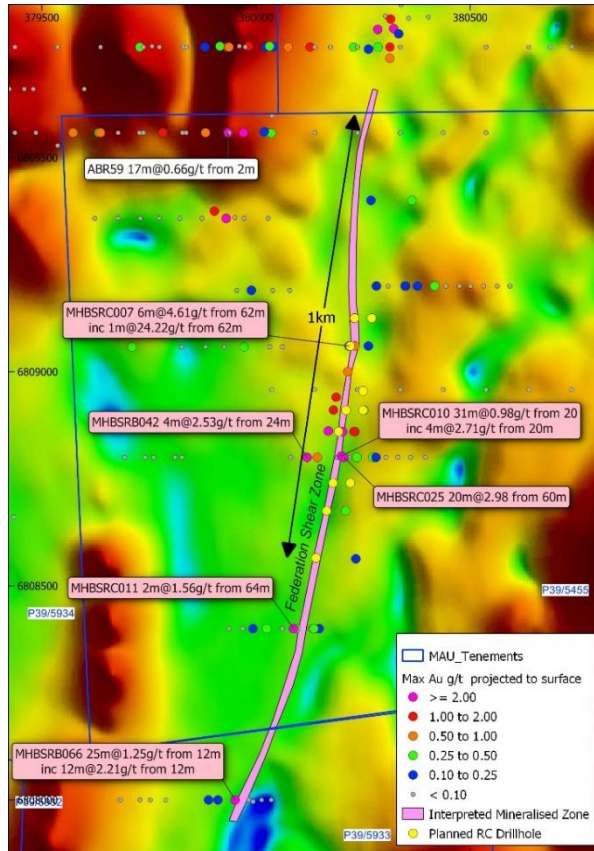 379500
380000
380500
6809500
ABR59 17m@0.66g/t from 2m
MHBSRC007 6m@4.61g/t from 62m
inc 1m@24.22g/t from 62m
1km
6809000
MHBSRB042 4m@2.53g/t from 24m
MHBSRC010 31m@0.98g/t from 20
inc 4m@2.71g/t from 20m
MHBSRC025 20m@2.98 from 60m
Federation Shear Zone
6808500
MHBSRC011 2m@1.56g/t from 64m
P39/5455
P39/5934
MHBSRB066 25m@1.25g/t from 12m
inc 12m@2.21g/t from 12m
6808000
P39/5933
MAU_Tenements
Max Au g/t projected to surface
>= 2.00
1.00 to 2.00
0.50 to 1.00
0.25 to 0.50
0.10 to 0.25
< 0.10
Interpreted Mineralised Zone
Planned RC Drillhole